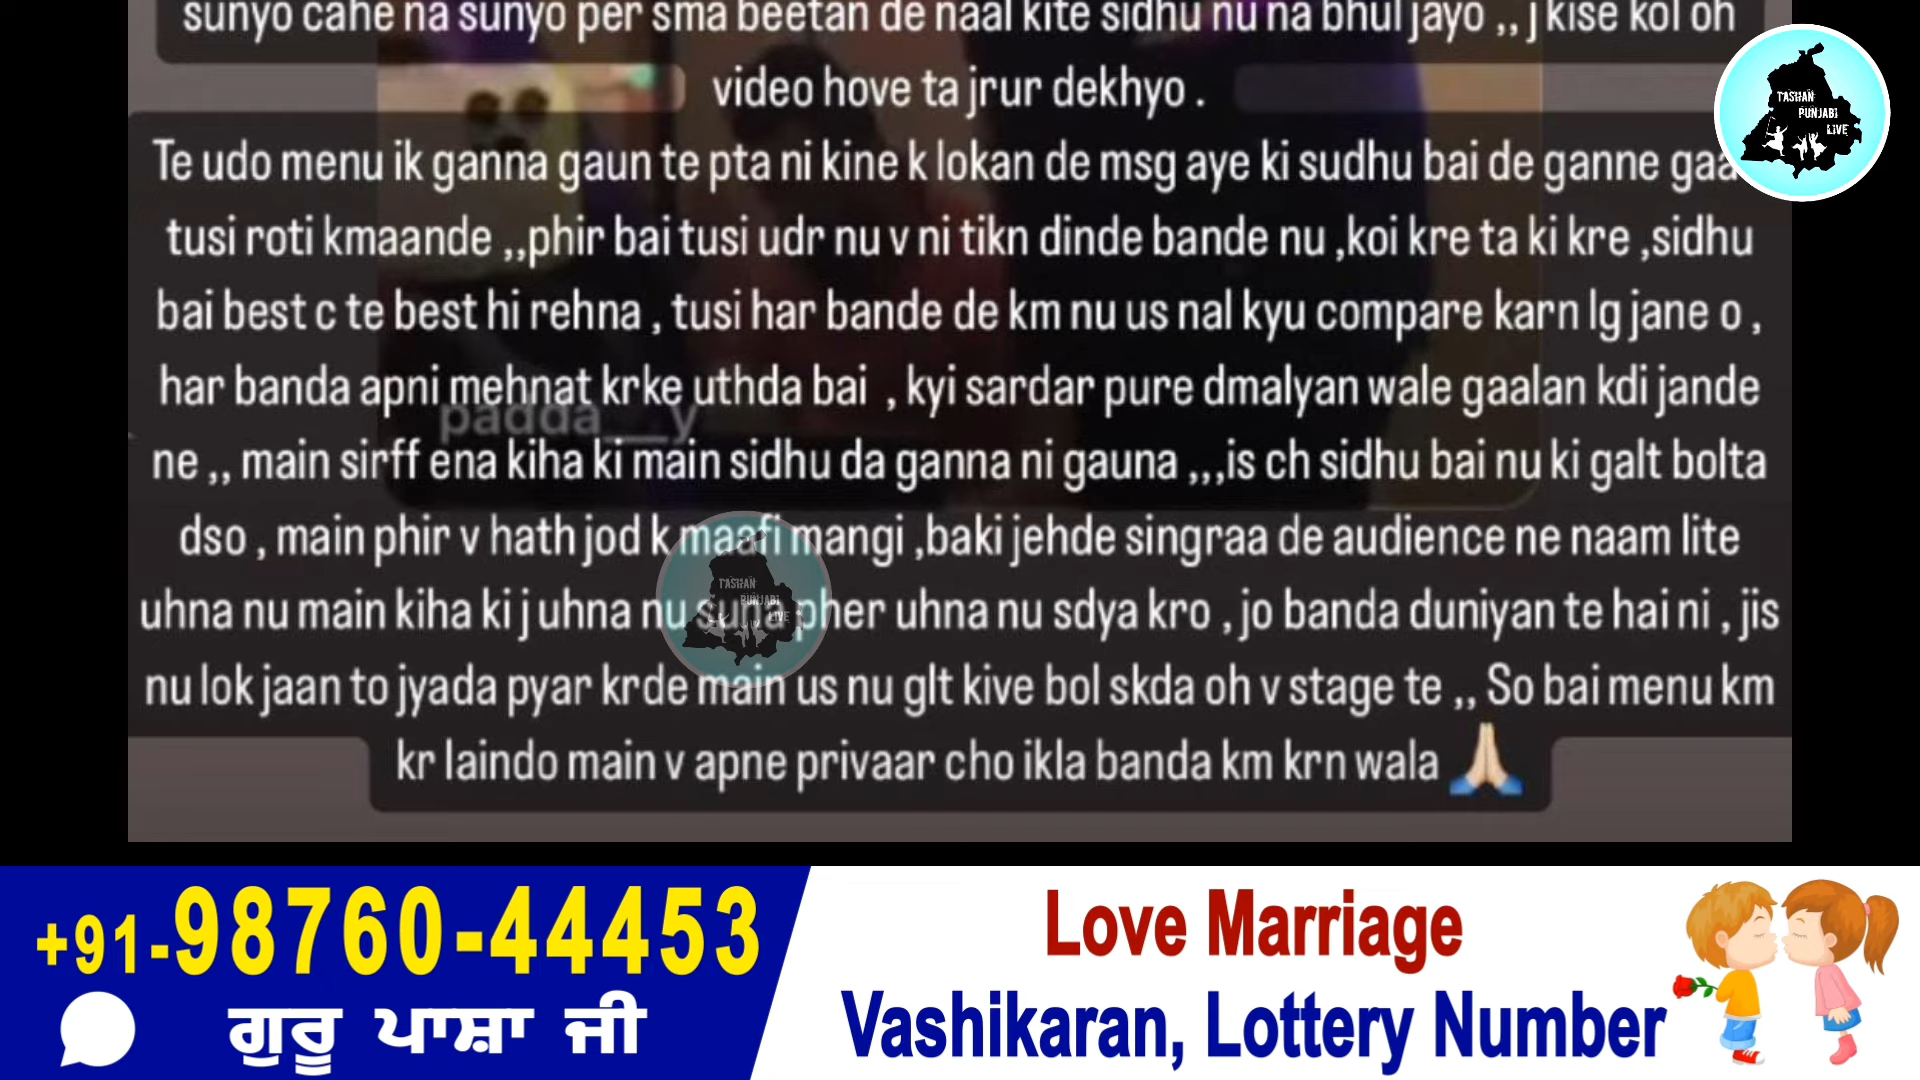 sunyo cahe na sunyo per sma beetan de naal kite sidhu nu na bhul jayo ,, j kise kol oh
video hove ta jrur dekhyo .
TASHAN
PUNJABI
LIVE
Te udo menu ik ganna gaun te pta ni kine k lokan de msg aye ki sudhu bai de ganne gaa
tusi roti kmaande ,,phir bai tusi udr nu v ni tikn dinde bande nu ,koi kre ta ki kre ,sidhu
bai best c te best hi rehna , tusi har bande de km nu us nal kyu compare karn lg jane o ,
har banda apni mehnat krke uthda bai , kyi sardar pure dmalyan wale gaalan kdi jande
padda__y
ne ,, main sirff ena kiha ki main sidhu da ganna ni gauna ,,,is ch sidhu bai nu ki galt bolta
dso , main phir v hath jod k maafi mangi ,baki jehde singraa de audience ne naam lite
TASHAN
PUNJABI
LIVE
uhna nu main kiha ki j uhna nu pher uhna nu sdya kro , jo banda duniyan te hai ni , jis
nu lok jaan to jyada pyar krde main us nu glt kive bol skda oh v stage te ,, So bai menu km
kr laindo main v apne privaar cho ikla banda km krn wala 🙏🏻
+91-98760-44453
ਗੁਰੂ ਪਾਸ਼ਾ ਜੀ
Love Marriage
Vashikaran, Lottery Number